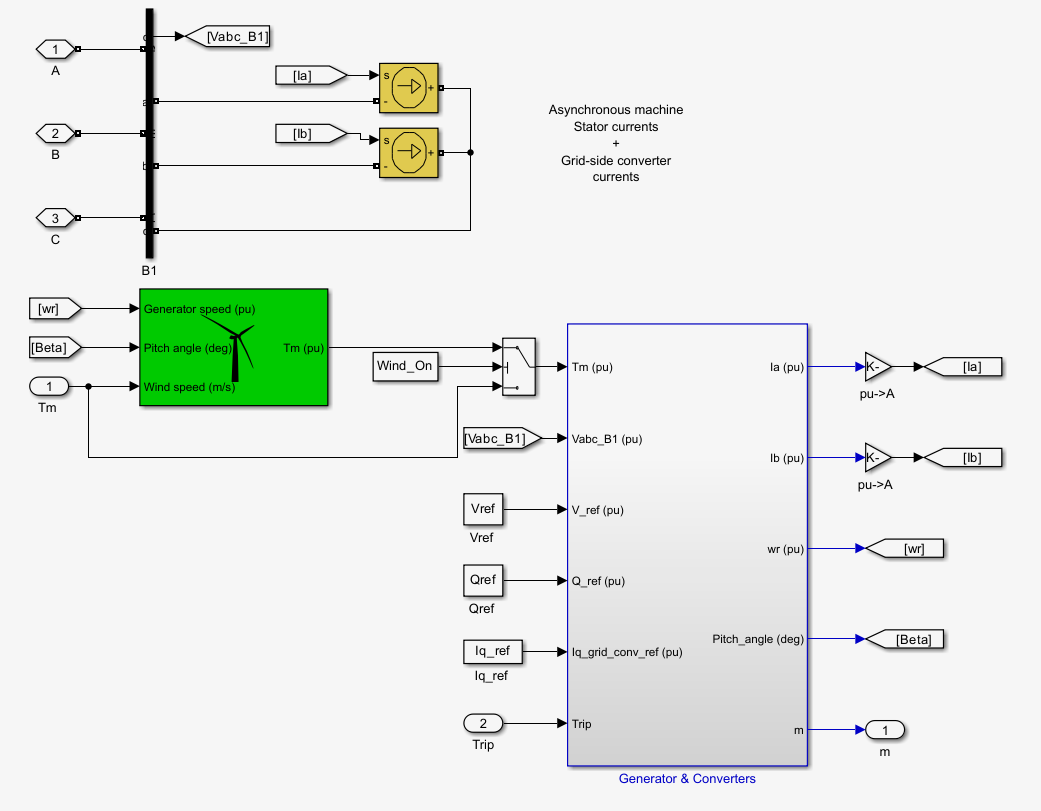 [Vabc_B1]
1
A
[Ia]
s
+
-
a
Asynchronous machine
Stator currents
+
Grid-side converter
currents
2
B
[Ib]
s
+
-
b
3
C
B1
[wr]
Generator speed (pu)
[Beta]
Pitch angle (deg)
Tm (pu)
1
Wind speed (m/s)
Tm
Wind_On
Tm (pu)
Ia (pu)
K-
[Ia]
pu->A
[Vabc_B1]
Vabc_B1 (pu)
Ib (pu)
K-
[Ib]
pu->A
Vref
V_ref (pu)
Vref
wr (pu)
[wr]
Qref
Q_ref (pu)
Qref
Pitch_angle (deg)
[Beta]
Iq_ref
Iq_grid_conv_ref (pu)
Iq_ref
2
Trip
Trip
m
1
m
Generator & Converters